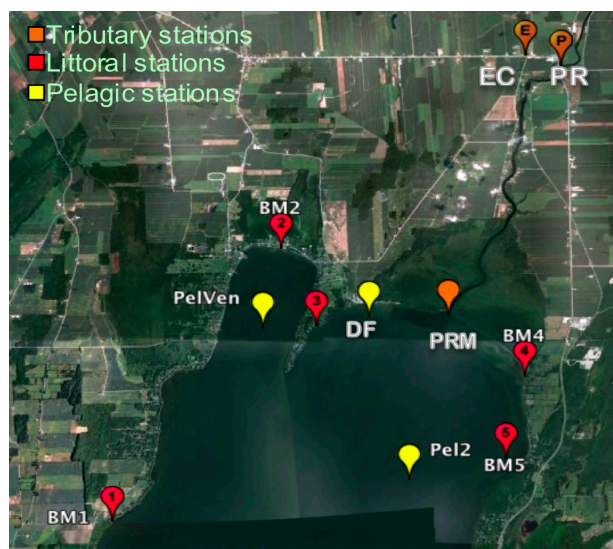 Tributary stations
Littoral stations
Pelagic stations
E
P
EC
PR
BM2
2
PelVen
3
DF
PRM
BM4
4
5
Pel2
BM5
1
BM1